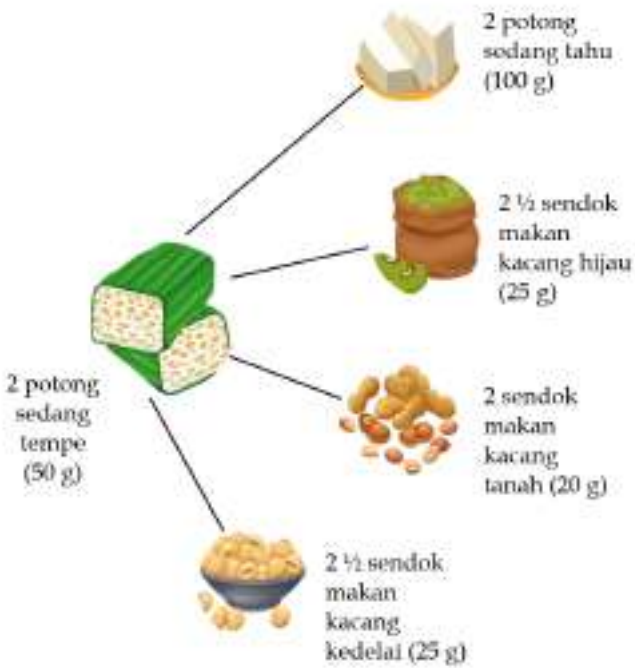 2 potong
sedang tahu
(100 g)
2 ½ sendok
makan
kacang hijau
(25 g)
2 potong
sedang
tempe
(50 g)
2 sendok
makan
kacang
tanah (20 g)
2 ½ sendok
makan
kacang
kedelai (25 g)